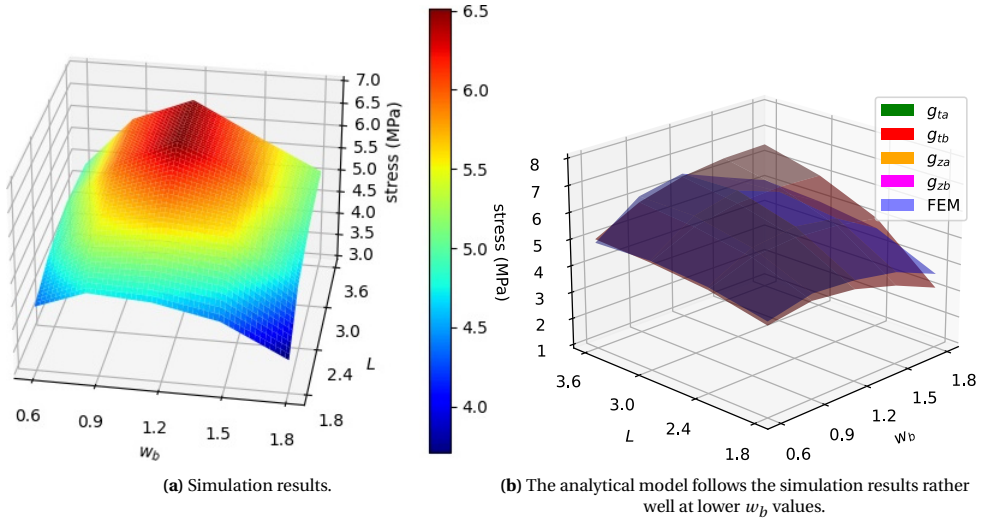 7.0
6.5
6.0
5.5
5.0
4.5
4.0
3.5
3.0
stress (MPa)
3.6
3.0
2.4
1.8
L
0.6
0.9
1.2
1.5
1.8
w_b
6.5
6.0
5.5
5.0
4.5
4.0
stress (MPa)
(a) Simulation results.
g_ta
g_tb
g_za
g_zb
FEM
8
7
6
5
4
3
2
1
3.6
3.0
2.4
1.8
L
0.6
0.9
1.2
1.5
1.8
w_b
(b) The analytical model follows the simulation results rather
well at lower w_b values.